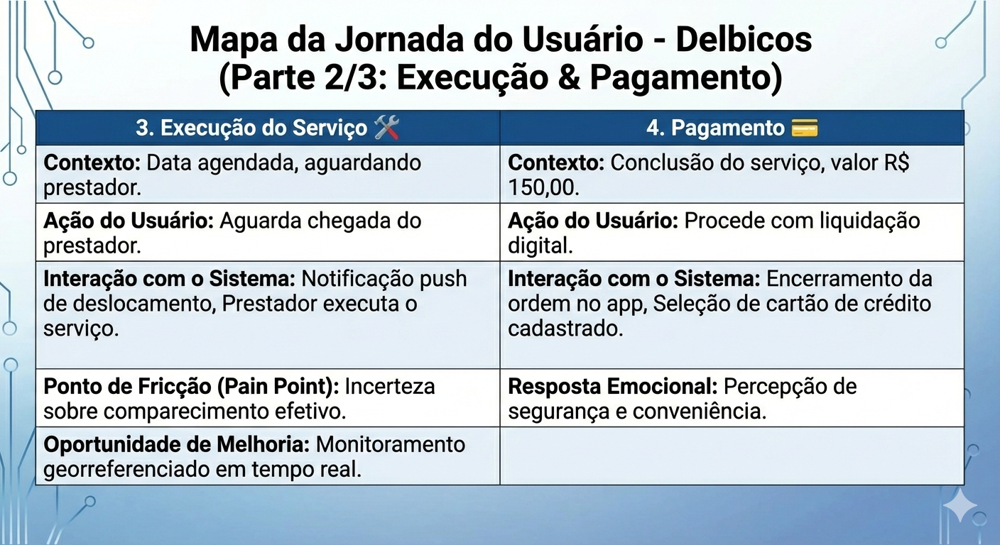 Mapa da Jornada do Usuário - Delbicos
(Parte 2/3: Execução & Pagamento)
3. Execução do Serviço 🛠️
4. Pagamento 💳
Contexto: Data agendada, aguardando
prestador.
Contexto: Conclusão do serviço, valor R$
150,00.
Ação do Usuário: Aguarda chegada do
prestador.
Ação do Usuário: Procede com liquidação
digital.
Interação com o Sistema: Notificação push
de deslocamento, Prestador executa o
serviço.
Interação com o Sistema: Encerramento da
ordem no app, Seleção de cartão de crédito
cadastrado.
Ponto de Fricção (Pain Point): Incerteza
sobre comparecimento efetivo.
Resposta Emocional: Percepção de
segurança e conveniência.
Oportunidade de Melhoria: Monitoramento
georreferenciado em tempo real.